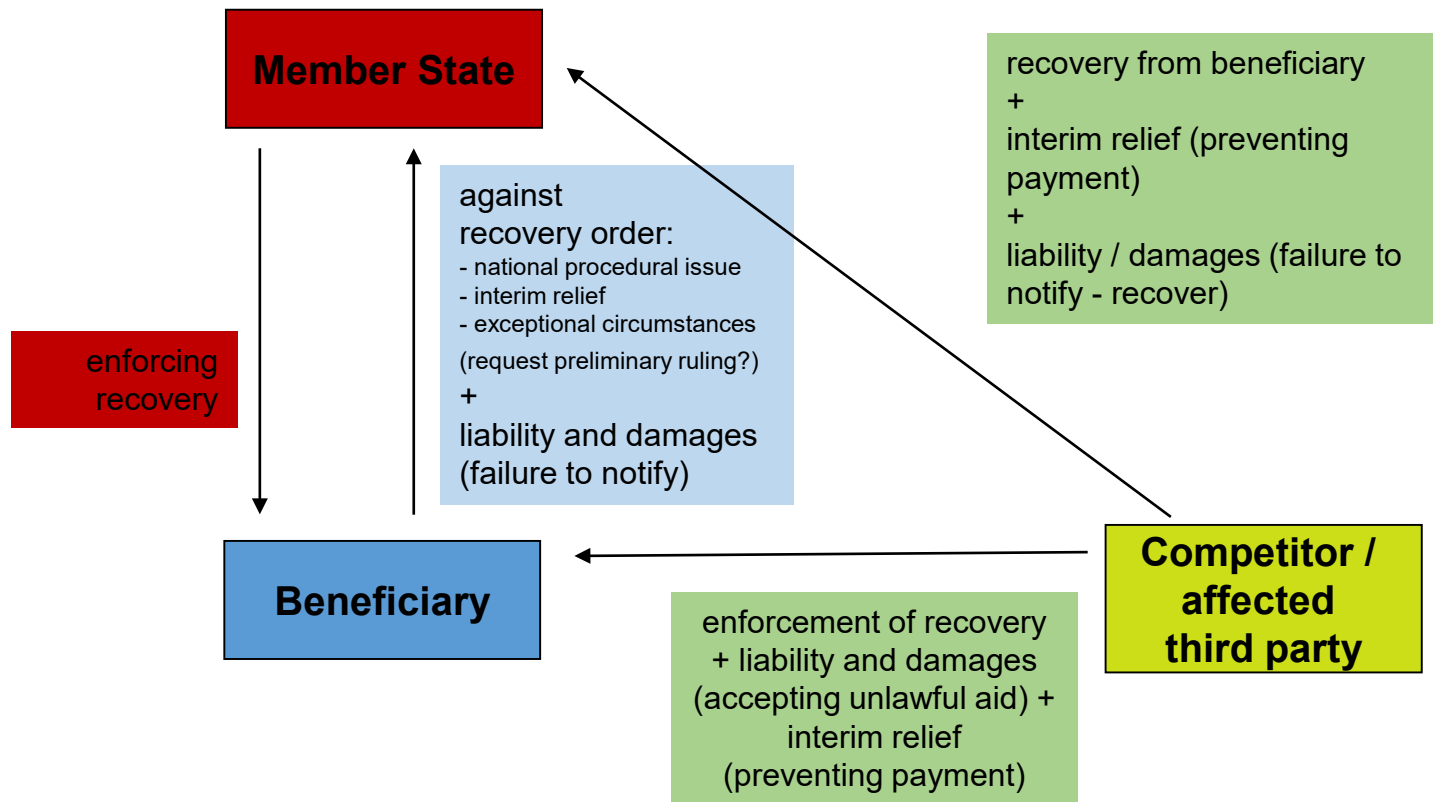 Member State
recovery from beneficiary
+
interim relief (preventing
payment)
+
liability / damages (failure to
notify - recover)
against
recovery order:
- national procedural issue
- interim relief
- exceptional circumstances
(request preliminary ruling?)
+
liability and damages
(failure to notify)
enforcing
recovery
Beneficiary
Competitor /
affected
third party
enforcement of recovery
+ liability and damages
(accepting unlawful aid) +
interim relief
(preventing payment)